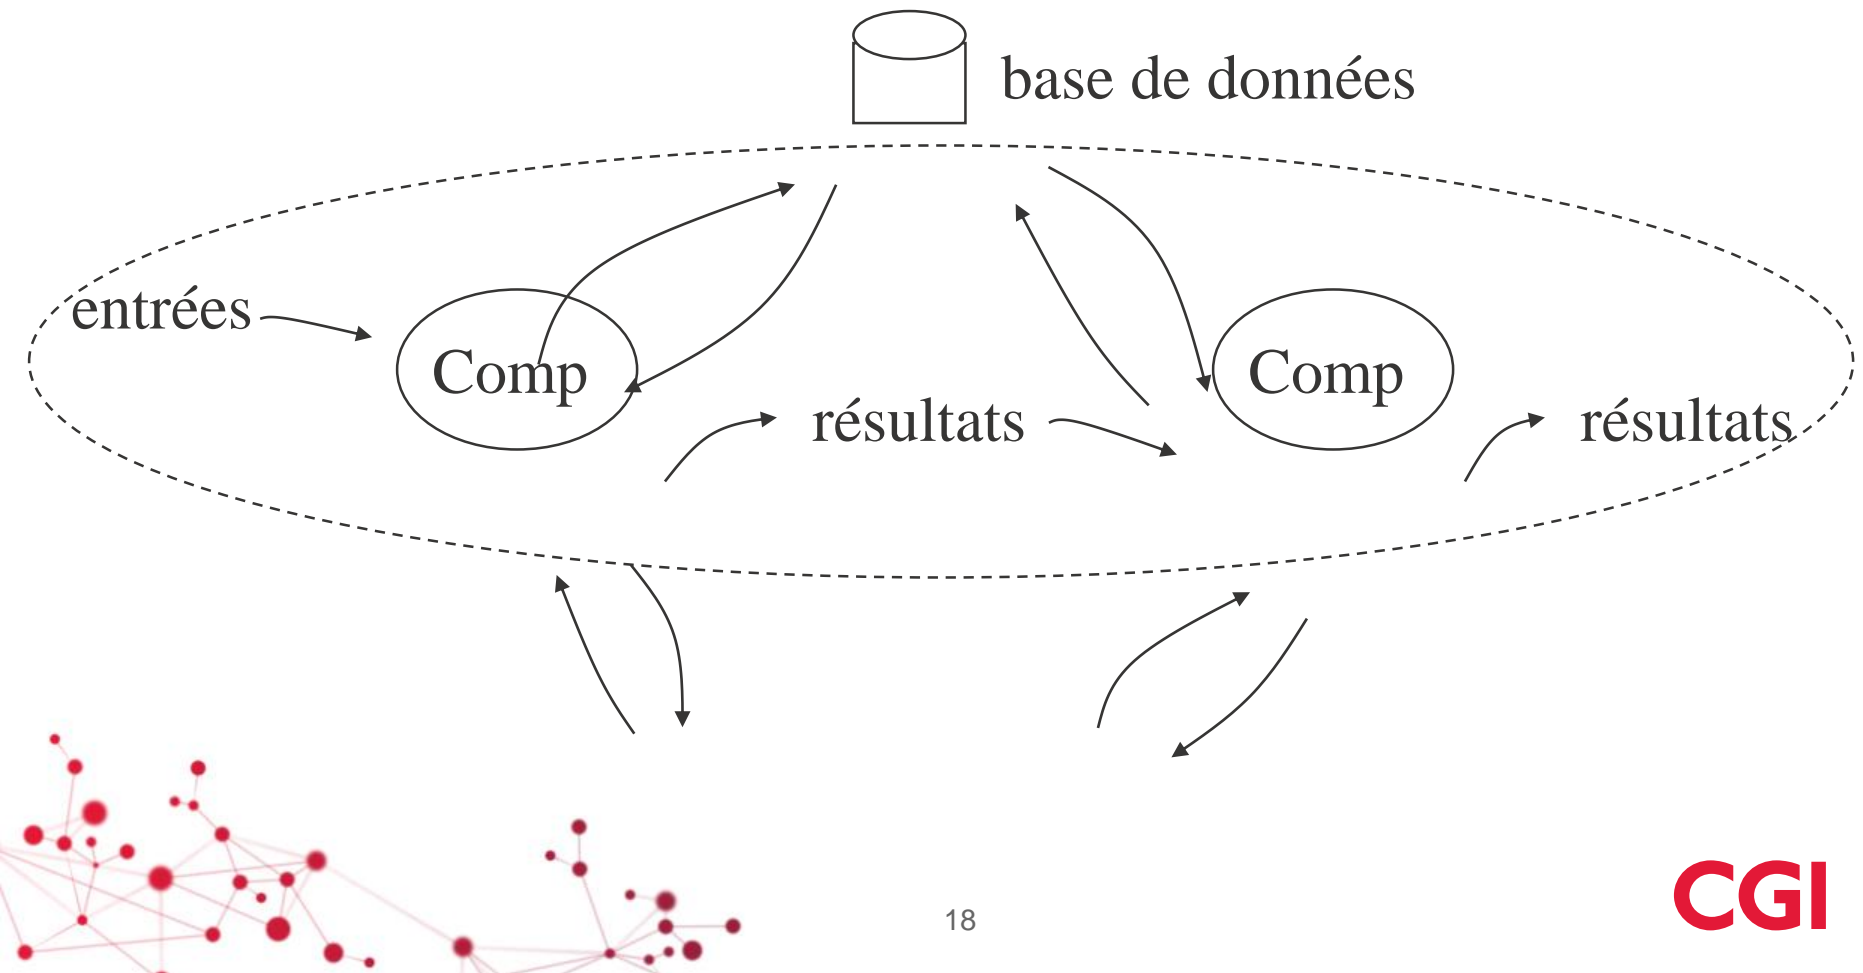 base de données
entrées
Comp
Comp
résultats
résultats
18
CGI